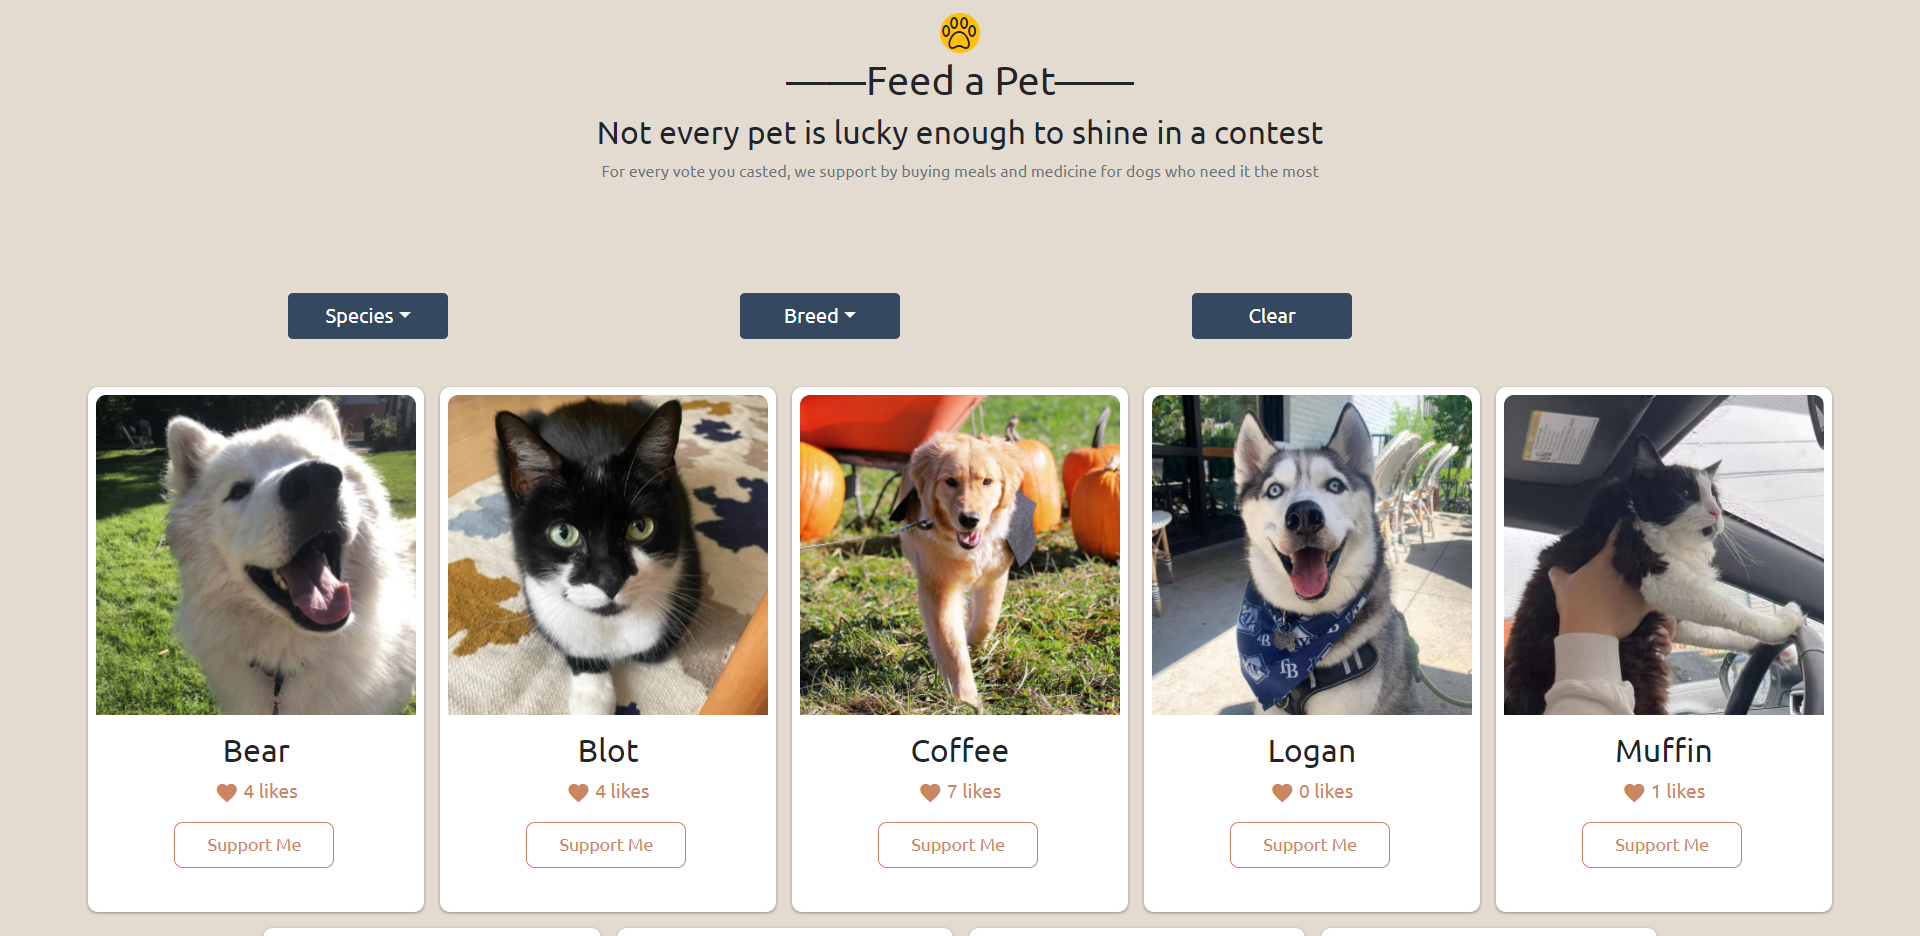 ——Feed a Pet——
Not every pet is lucky enough to shine in a contest
For every vote you casted, we support by buying meals and medicine for dogs who need it the most
Species
Breed
Clear
Bear
4 likes
Support Me
Blot
4 likes
Support Me
Coffee
7 likes
Support Me
Logan
0 likes
Support Me
Muffin
1 likes
Support Me